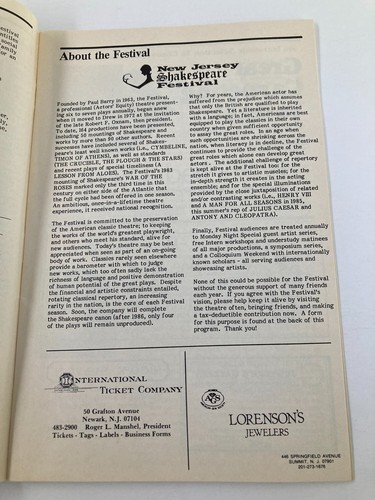 About the Festival
New Jersey
Shakespeare
Festival
Founded by Paul Barry in 1963, the Festival,
a professional (Actors' Equity) theatre present-
ing six to seven plays annually, began anew
when it moved to Drew in 1972 at the invitation
of the late Robert F. Oxnam, then president.
To date, 164 productions have been presented,
including 50 mountings of Shakespeare and
works by more than 80 other authors. Recent
successes have included several of Shakes-
peare's least well known works (i.e., CYMBELINE,
TIMON OF ATHENS), as well as standards
(THE CRUCIBLE, THE PLOUGH & THE STARS)
and recent plays of special timeliness (A
LESSON FROM ALOES). The Festival's 1983
mounting of Shakespeare's WAR OF THE
ROSES marked only the third time in this
century on either side of the Atlantic that
the full cycle had been offered in one season.
An ambitious, once-in-a-lifetime theatre
experience, it received national recognition.
The Festival is committed to the preservation
of the American classic theatre; to keeping
the works of the world's greatest playwright,
and others who meet his standard, alive for
new audiences. Today's theatre may be best
appreciated when seen as part of an on-going
body of work. Classics rarely seen elsewhere
provide a barometer with which to judge
new works, which too often sadly lack the
richness of language and positive demonstration
of human potential of the great plays. Despite
the financial and artistic constraints entailed,
rotating classical repertory, an increasing
rarity in the nation, is the core of each Festival
season. Soon, the company will complete
the Shakespeare canon (after 1986, only four
of the plays will remain unproduced).
Why? For years, the American actor has
suffered from the prejudice which assumes
that only the British are qualified to play
Shakespeare. Yet a literature is inherited
with a language; in fact, Americans are best
equipped to play the classics in their own
country when given sufficient opportunity
to assay the great roles. In an age when
such opportunities are shrinking across the
nation, when literacy is in decline, the Festival
continues to provide the challenge of the
great roles which alone can develop great
actors. The additional challenge of repertory
is kept alive at the Festival too: for the
stretch it gives to artistic muscles; for the
in-depth strength it creates in the acting
ensemble; and for the special illumination
provided by the close juxtaposition of related
and/or contrasting works (i.e., HENRY VIII
and A MAN FOR ALL SEASONS in 1985,
this summer's rep of JULIUS CAESAR and
ANTONY AND CLEOPATRA).
Finally, Festival audiences are treated annually
to Monday Night Special guest artist series,
free Intern workshops and understudy matinees
of all major productions, a symposium series,
and a Colloquium Weekend with internationally
known scholars - all serving audiences and
showcasing artists.
None of this could be possible for the Festival
without the generous support of many friends
each year. If you agree with the Festival's
vision, please help keep it alive by visiting
the theatre often, bringing friends, and making
a tax-deductible contribution now. A form
for this purpose is found at the back of this
program. Thank you!
INTERNATIONAL
TICKET COMPANY
50 Grafton Avenue
Newark, N.J. 07104
483-2900 Roger L. Manshel, President
Tickets - Tags - Labels - Business Forms
LORENSON'S
JEWELERS
446 SPRINGFIELD AVENUE
SUMMIT, N. J. 07901